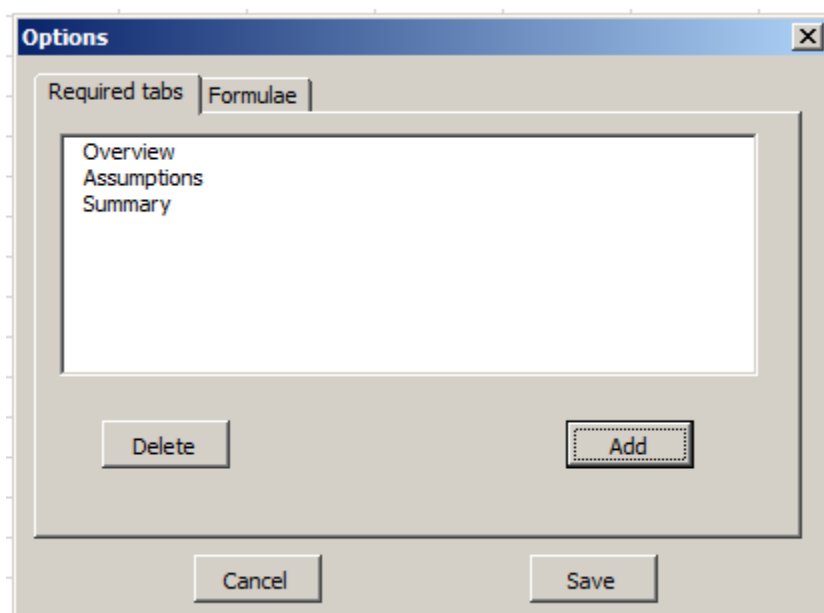 Options
Required tabs Formulae
Overview
Assumptions
Summary
Delete Add
Cancel Save